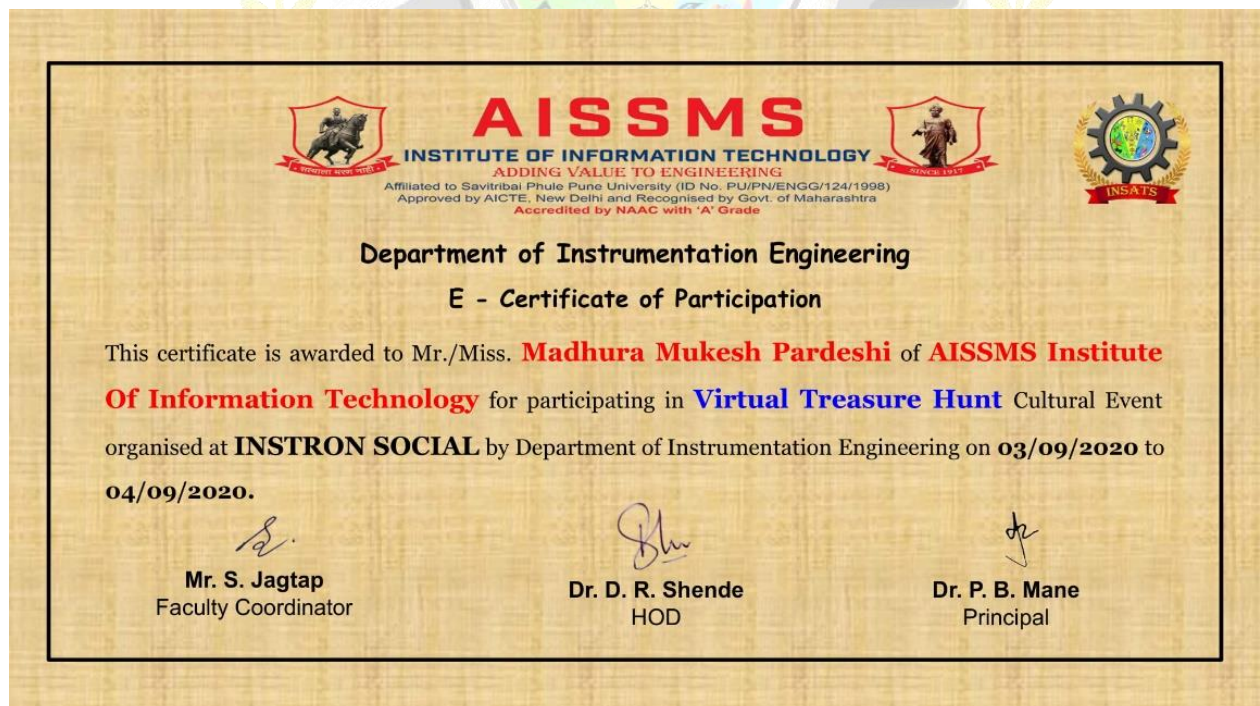 AISSMS
INSTITUTE OF INFORMATION TECHNOLOGY
ADDING VALUE TO ENGINEERING
Affiliated to Savitribai Phule Pune University (ID No. PU/PN/ENGG/124/1998)
Approved by AICTE, New Delhi and Recognised by Govt. of Maharashtra
Accredited by NAAC with ‘A’ Grade
SINCE 1917
INSATS
Department of Instrumentation Engineering
E - Certificate of Participation
This certificate is awarded to Mr./Miss. Madhura Mukesh Pardeshi of AISSMS Institute
Of Information Technology for participating in Virtual Treasure Hunt Cultural Event
organised at INSTRON SOCIAL by Department of Instrumentation Engineering on 03/09/2020 to
04/09/2020.
Mr. S. Jagtap
Faculty Coordinator
Dr. D. R. Shende
HOD
Dr. P. B. Mane
Principal